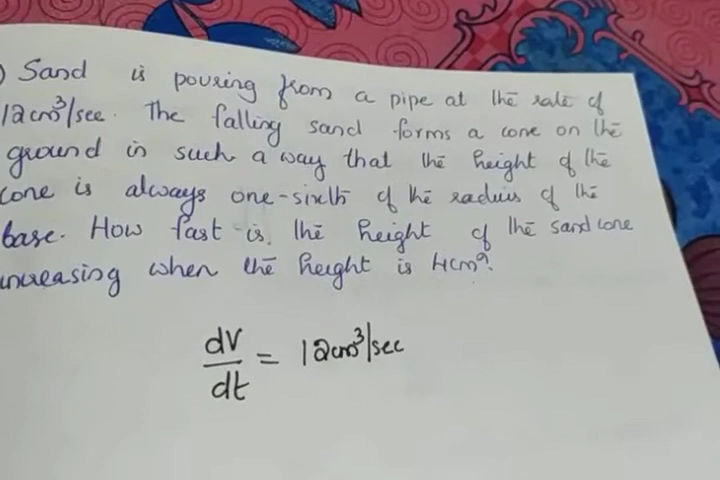 ) Sand is pouring from a pipe at the rate of
12cm³/sec. The falling sand forms a cone on the
ground in such a way that the height of the
cone is always one-sixth of the radius of the
base. How fast is the height of the sand cone
increasing when the height is 4cm?
dV/dt = 12cm³/sec